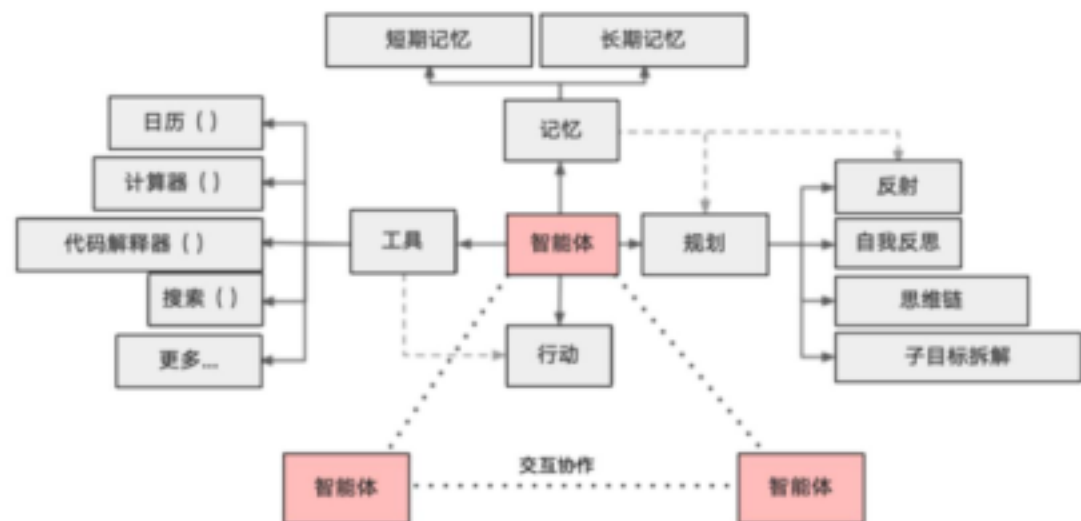 短期记忆
长期记忆
日历（）
记忆
计算器（）
反射
代码解释器（）
工具
智能体
规划
自我反思
搜索（）
思维链
更多...
行动
子目标拆解
交互协作
智能体
智能体